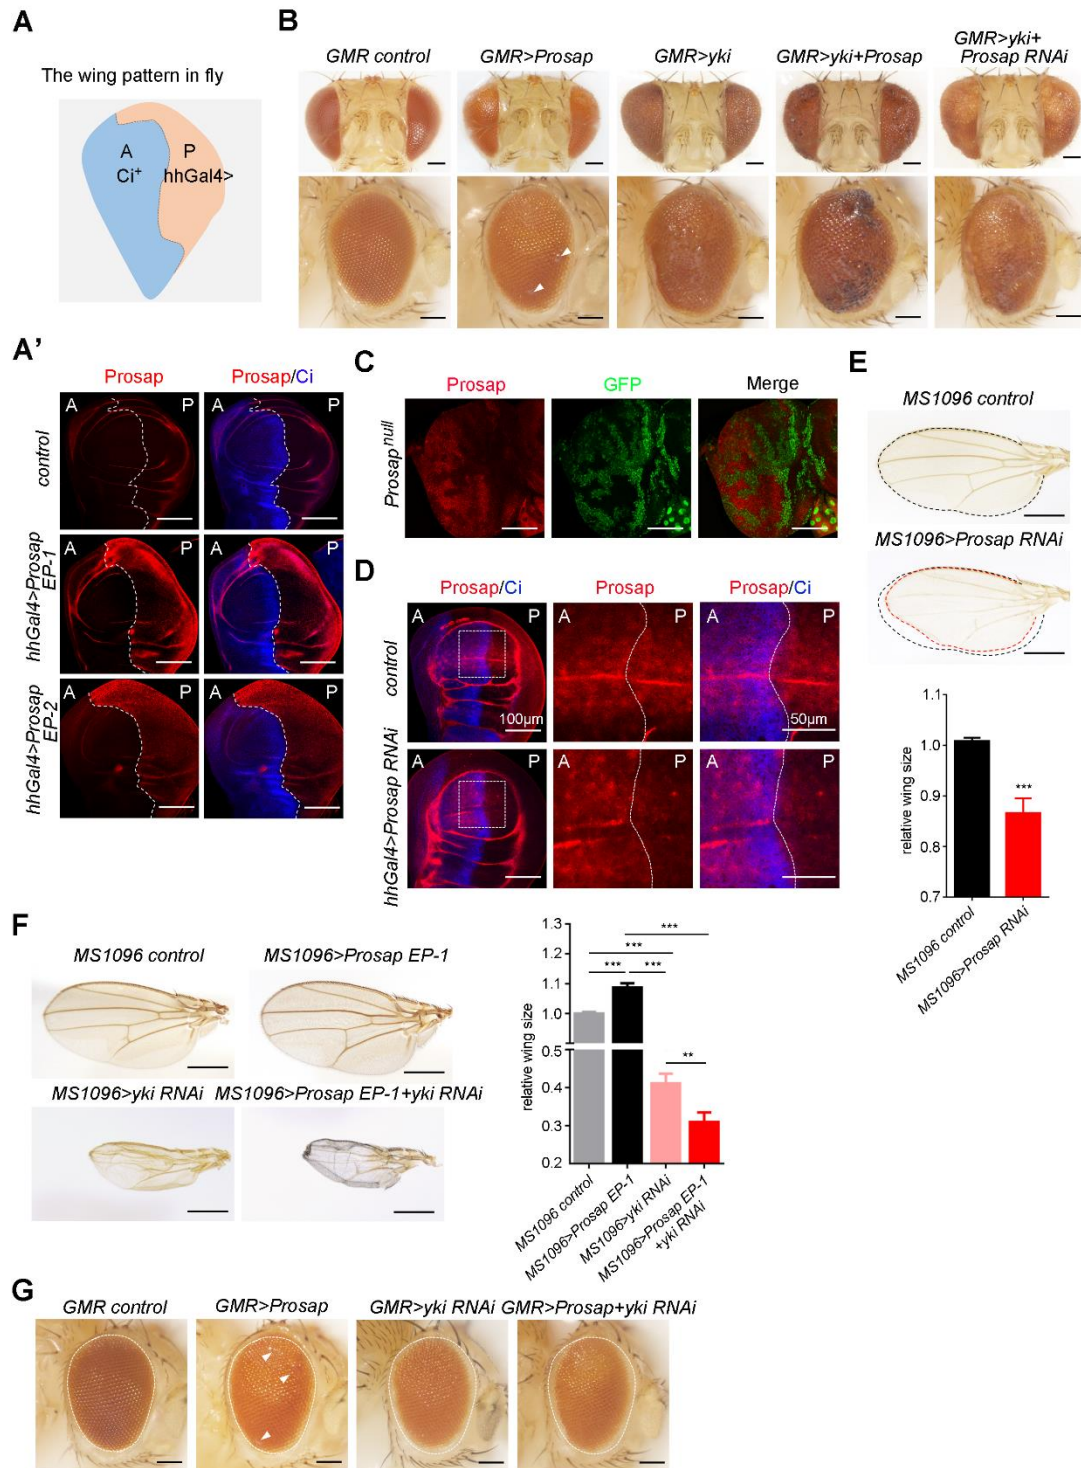 A
The wing pattern in fly
A
Ci+
P
hhGal4>
B
GMR control
GMR>Prosap
GMR>yki
GMR>yki+Prosap
GMR>yki+
Prosap RNAi
A'
Prosap
Prosap/Ci
control
A
P
A
P
hhGal4>Prosap
EP-1
A
P
A
P
hhGal4>Prosap
EP-2
A
P
A
P
C
Prosap
GFP
Merge
Prosap null
D
Prosap/Ci
Prosap
Prosap/Ci
control
A
P
A
P
A
P
100μm
50μm
hhGal4>Prosap RNAi
A
P
A
P
A
P
E
MS1096 control
MS1096>Prosap RNAi
relative wing size
1.1
1.0
0.9
0.8
0.7
***
MS1096 control
MS1096>Prosap RNAi
F
MS1096 control
MS1096>Prosap EP-1
MS1096>yki RNAi
MS1096>Prosap EP-1+yki RNAi
relative wing size
1.3
1.2
1.1
1.0
0.5
0.4
0.3
0.2
***
***
***
***
**
MS1096 control
MS1096>Prosap EP-1
MS1096>yki RNAi
MS1096>Prosap EP-1
+yki RNAi
G
GMR control
GMR>Prosap
GMR>yki RNAi
GMR>Prosap+yki RNAi